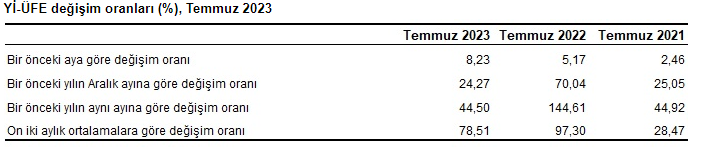 Yİ-ÜFE değişim oranları (%), Temmuz 2023
Temmuz 2023 Temmuz 2022 Temmuz 2021
Bir önceki aya göre değişim oranı 8,23 5,17 2,46
Bir önceki yılın Aralık ayına göre değişim oranı 24,27 70,04 25,05
Bir önceki yılın aynı ayına göre değişim oranı 44,50 144,61 44,92
On iki aylık ortalamalara göre değişim oranı 78,51 97,30 28,47